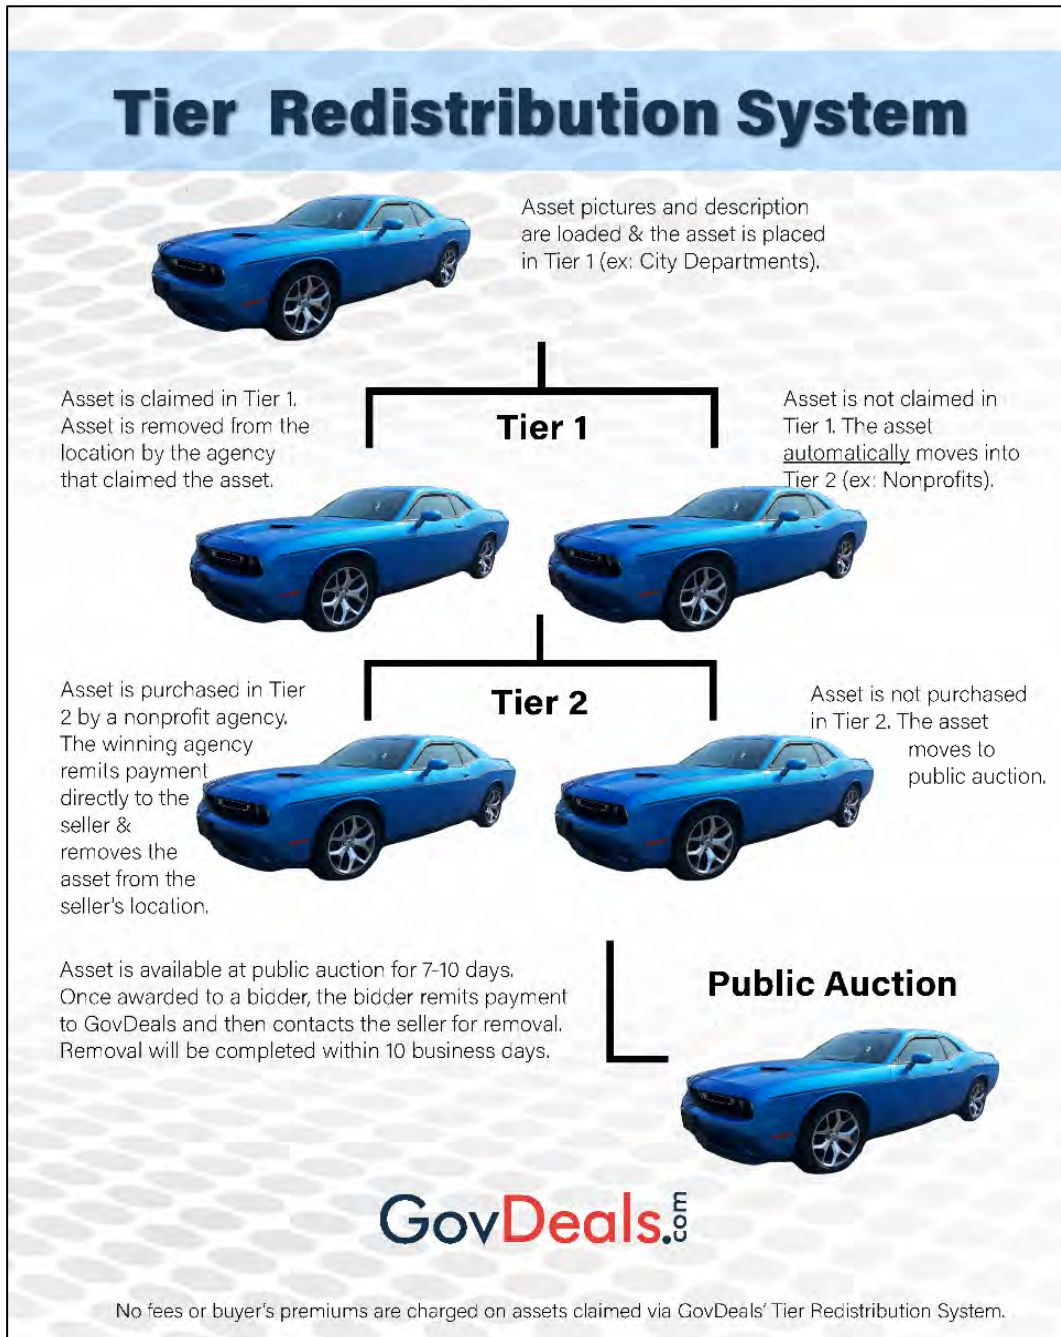 Tier Redistribution System
Asset pictures and description
are loaded & the asset is placed
in Tier 1 (ex: City Departments).
Asset is claimed in Tier 1.
Asset is removed from the
location by the agency
that claimed the asset.
Tier 1
Asset is not claimed in
Tier 1. The asset
automatically moves into
Tier 2 (ex: Nonprofits).
Asset is purchased in Tier
2 by a nonprofit agency.
The winning agency
remits payment
directly to the
seller &
removes the
asset from the
seller's location.
Tier 2
Asset is not purchased
in Tier 2. The asset
moves to
public auction.
Asset is available at public auction for 7-10 days.
Once awarded to a bidder, the bidder remits payment
to GovDeals and then contacts the seller for removal.
Removal will be completed within 10 business days.
Public Auction
GovDeals.com
No fees or buyer's premiums are charged on assets claimed via GovDeals' Tier Redistribution System.